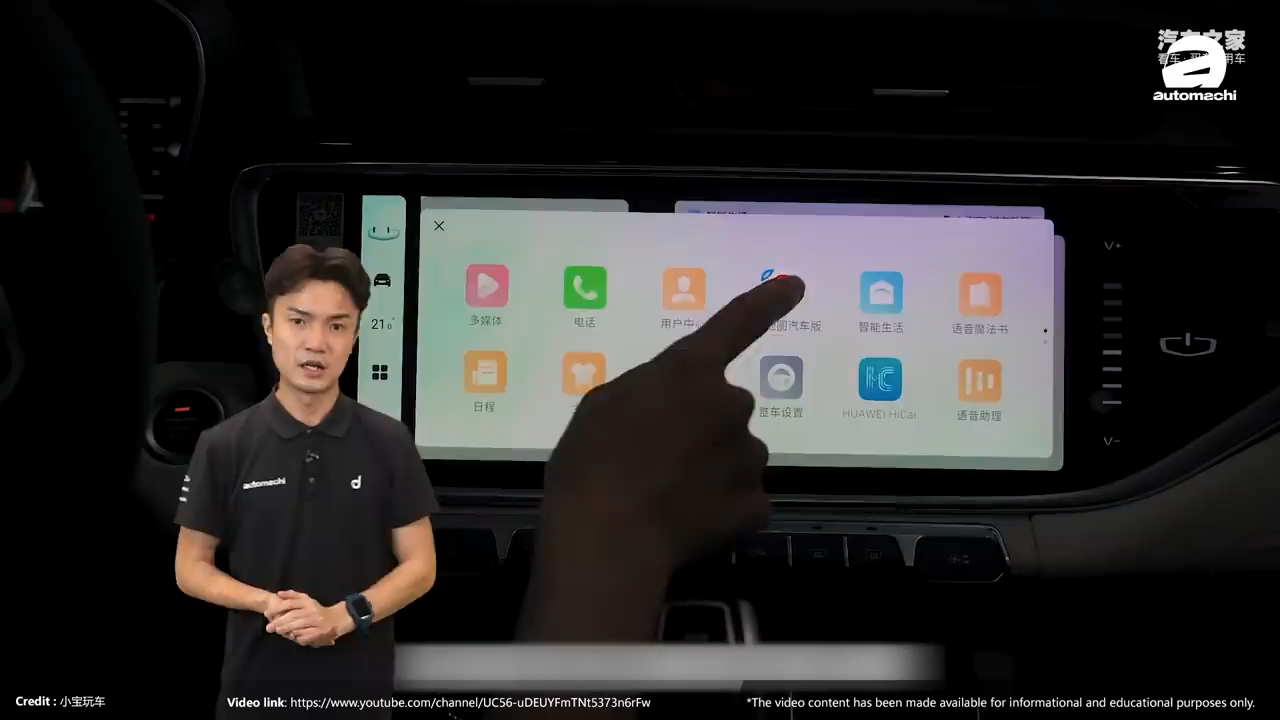 汽车之家
automachi
V+
多媒体
电话
智能生活
语音魔法书
21
日程
整车设置
HUAWEI HiCar
语音助理
V-
automachi
d
Credit : 小宝玩车
Video link: https://www.youtube.com/channel/UC56-uDEUYFmTNt5373n6rFw
*The video content has been made available for informational and educational purposes only.